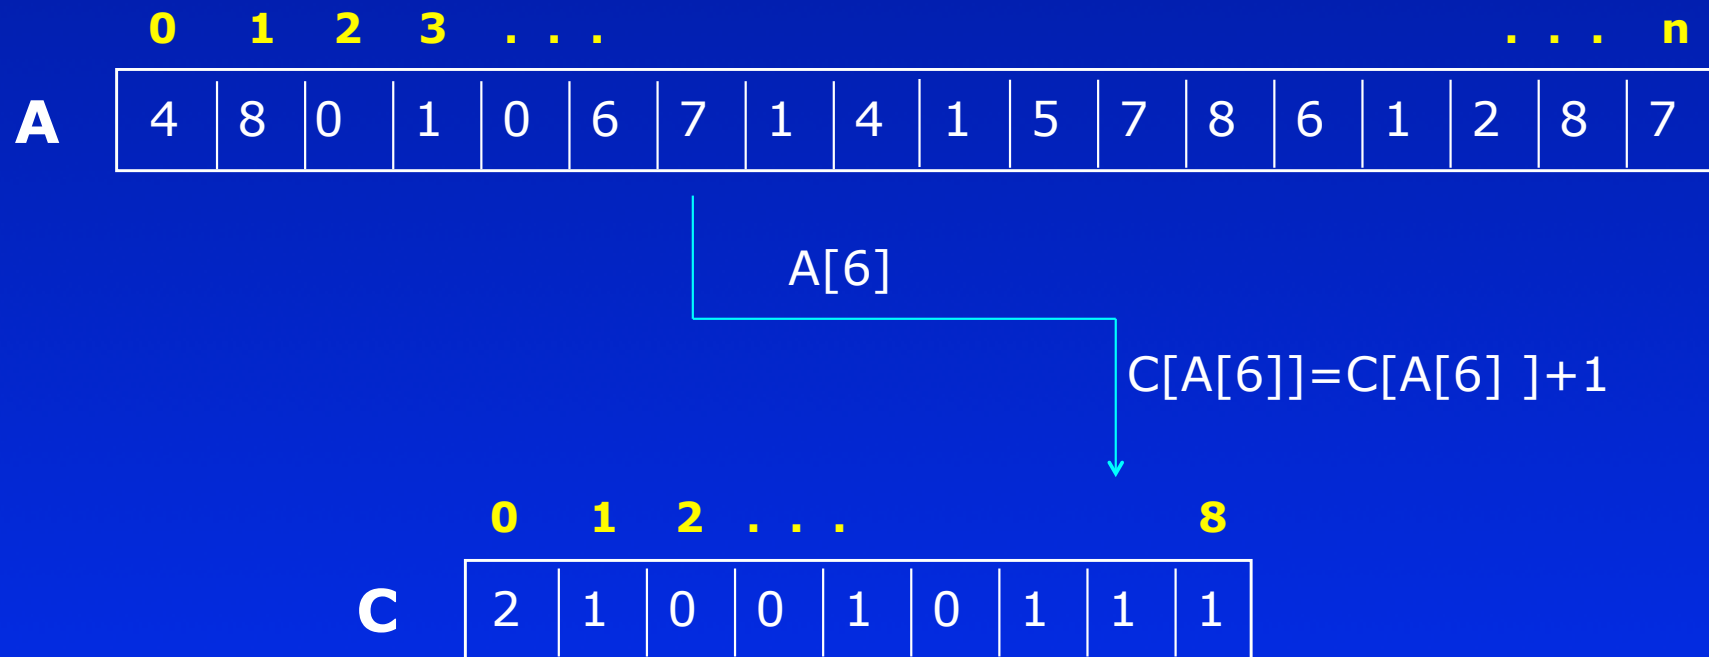 0 1 2 3 . . . . . . n
A 4 8 0 1 0 6 7 1 4 1 5 7 8 6 1 2 8 7
A[6]
C[A[6]]=C[A[6] ]+1
0 1 2 . . . 8
C 2 1 0 0 1 0 1 1 1